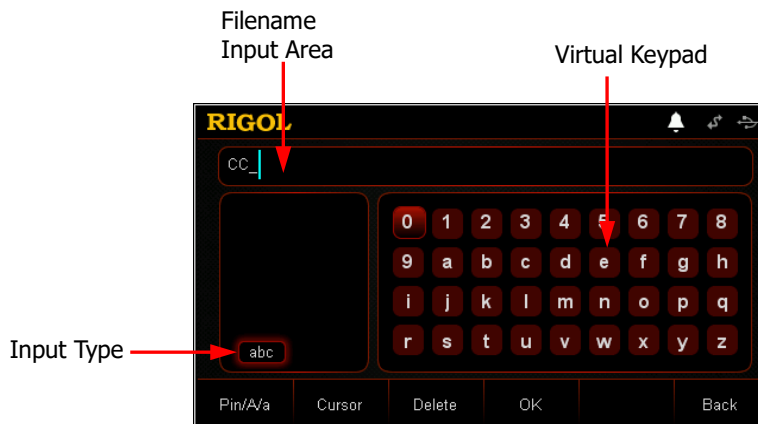 Filename
Input Area
Virtual Keypad
RIGOL
CC_
0 1 2 3 4 5 6 7 8
9 a b c d e f g h
i j k l m n o p q
Input Type
abc
r s t u v w x y z
Pin/A/a Cursor Delete OK Back